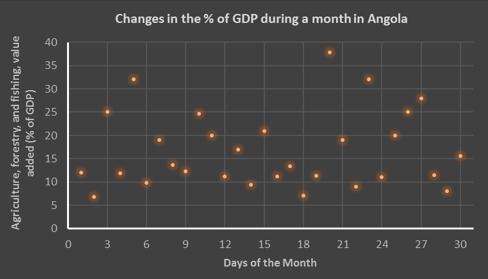 Changes in the % of GDP during a month in Angola
Agriculture, forestry, and fishing, value
added (% of GDP)
40
35
30
25
20
15
10
5
0
0 3 6 9 12 15 18 21 24 27 30
Days of the Month